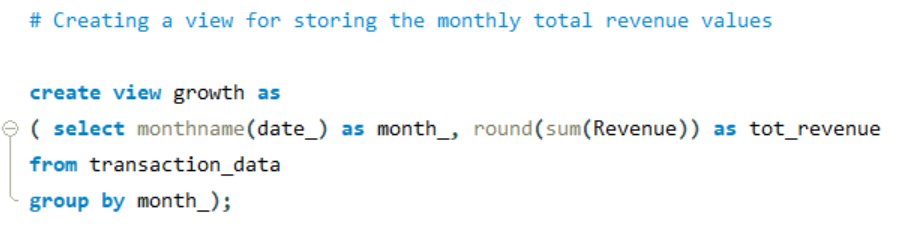 # Creating a view for storing the monthly total revenue values
create view growth as
( select monthname(date_) as month_, round(sum(Revenue)) as tot_revenue
from transaction_data
group by month_);